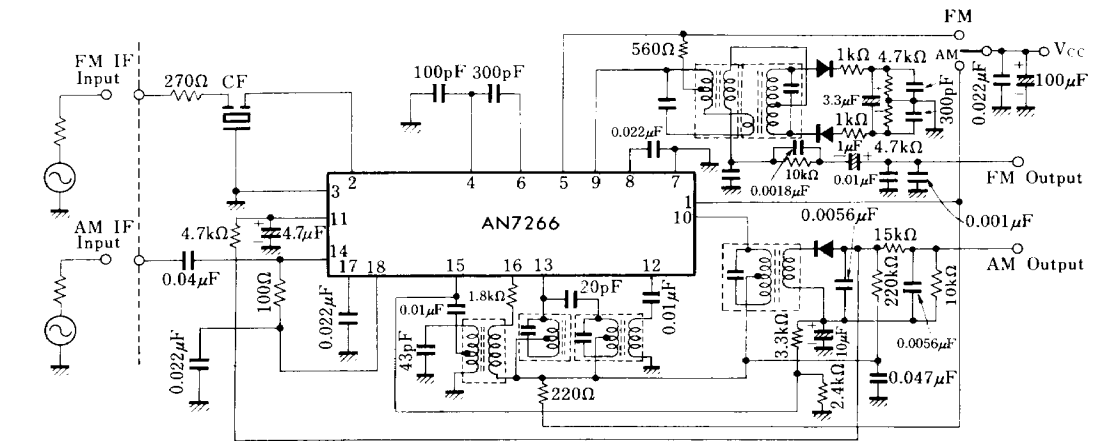 FM
FM IF
Input
270Ω
CF
100pF
300pF
560Ω
1kΩ
4.7kΩ
AM
Vcc
3.3μF
300pF
0.022μF
100μF
1kΩ
4.7kΩ
0.022μF
1μF
10kΩ
0.0018μF
0.01μF
FM Output
0.001μF
2
4
6
5
9
8
7
3
11
14
AN7266
1
10
17
18
15
16
13
12
AM IF
Input
4.7kΩ
4.7μF
0.04μF
100Ω
0.022μF
0.022μF
0.01μF
1.8kΩ
43pF
20pF
0.01μF
220Ω
0.0056μF
15kΩ
220kΩ
10kΩ
AM Output
0.0056μF
3.3kΩ
10μF
2.4kΩ
0.047μF